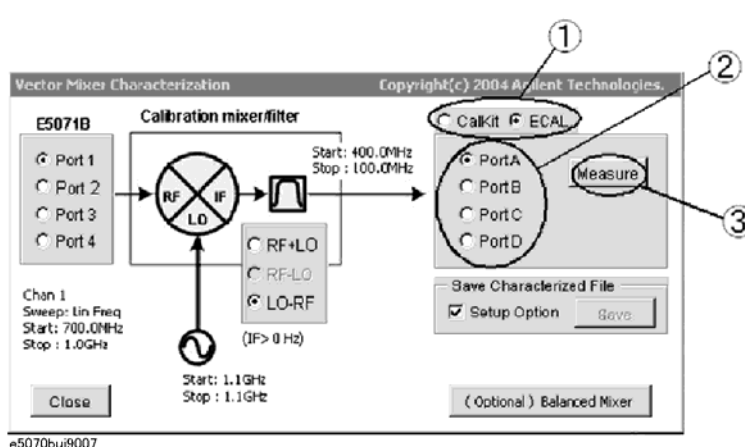 ①
②
③
Vector Mixer Characterization
Copyright(c) 2004 Agilent Technologies.
E5071B
Port 1
Port 2
Port 3
Port 4
Calibration mixer/filter
RF
IF
LO
Start: 400.0MHz
Stop : 100.0MHz
RF+LO
RF-LO
LO-RF
(IF> 0 Hz)
CalKit
ECAL
PortA
PortB
PortC
PortD
Measure
Save Characterized File
Setup Option
Save
Chan 1
Sweep: Lin Freq
Start: 700.0MHz
Stop : 1.0GHz
Start: 1.1GHz
Stop : 1.1GHz
Close
( Optional ) Balanced Mixer
e5070buj9007